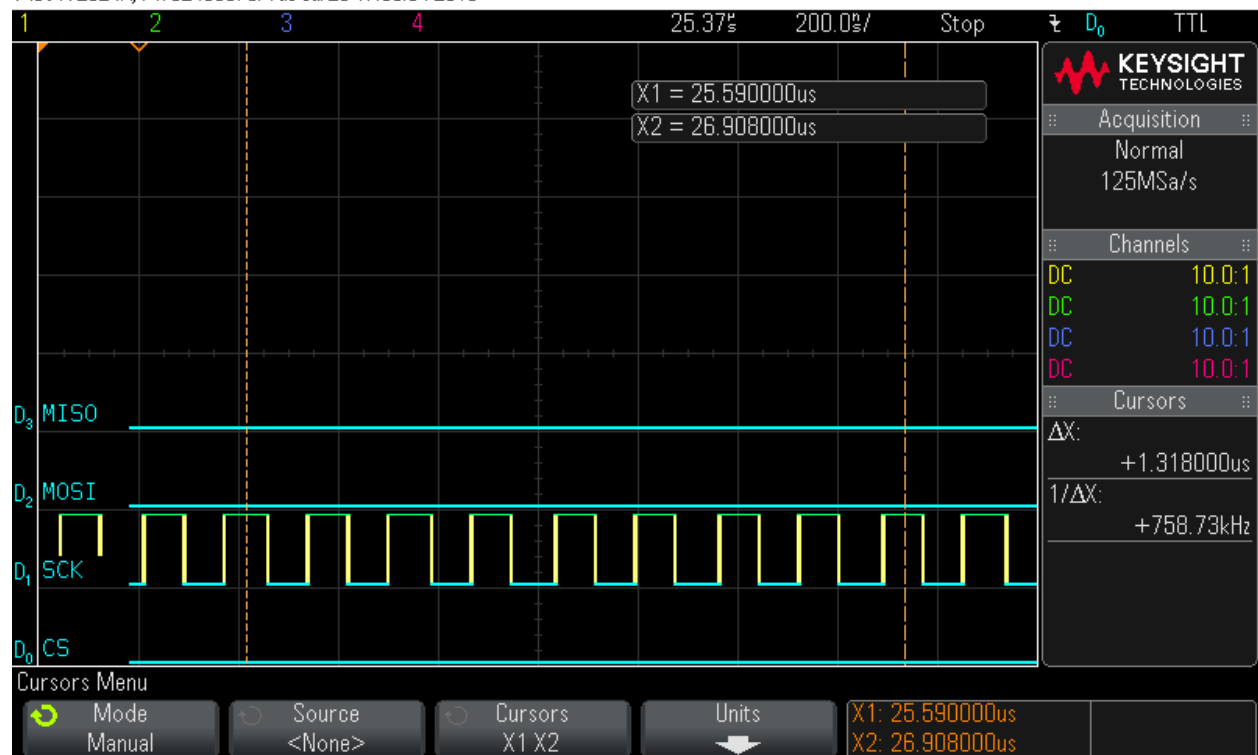 1 2 3 4 25.37us 200.0ns/ Stop D0 TTL
KEYSIGHT
TECHNOLOGIES
X1 = 25.590000us
X2 = 26.908000us
Acquisition
Normal
125MSa/s
Channels
DC 10.0:1
DC 10.0:1
DC 10.0:1
DC 10.0:1
Cursors
ΔX:
+1.318000us
1/ΔX:
+758.73kHz
D3 MISO
D2 MOSI
D1 SCK
D0 CS
Cursors Menu
Mode
Manual
Source
<None>
Cursors
X1 X2
Units
X1: 25.590000us
X2: 26.908000us